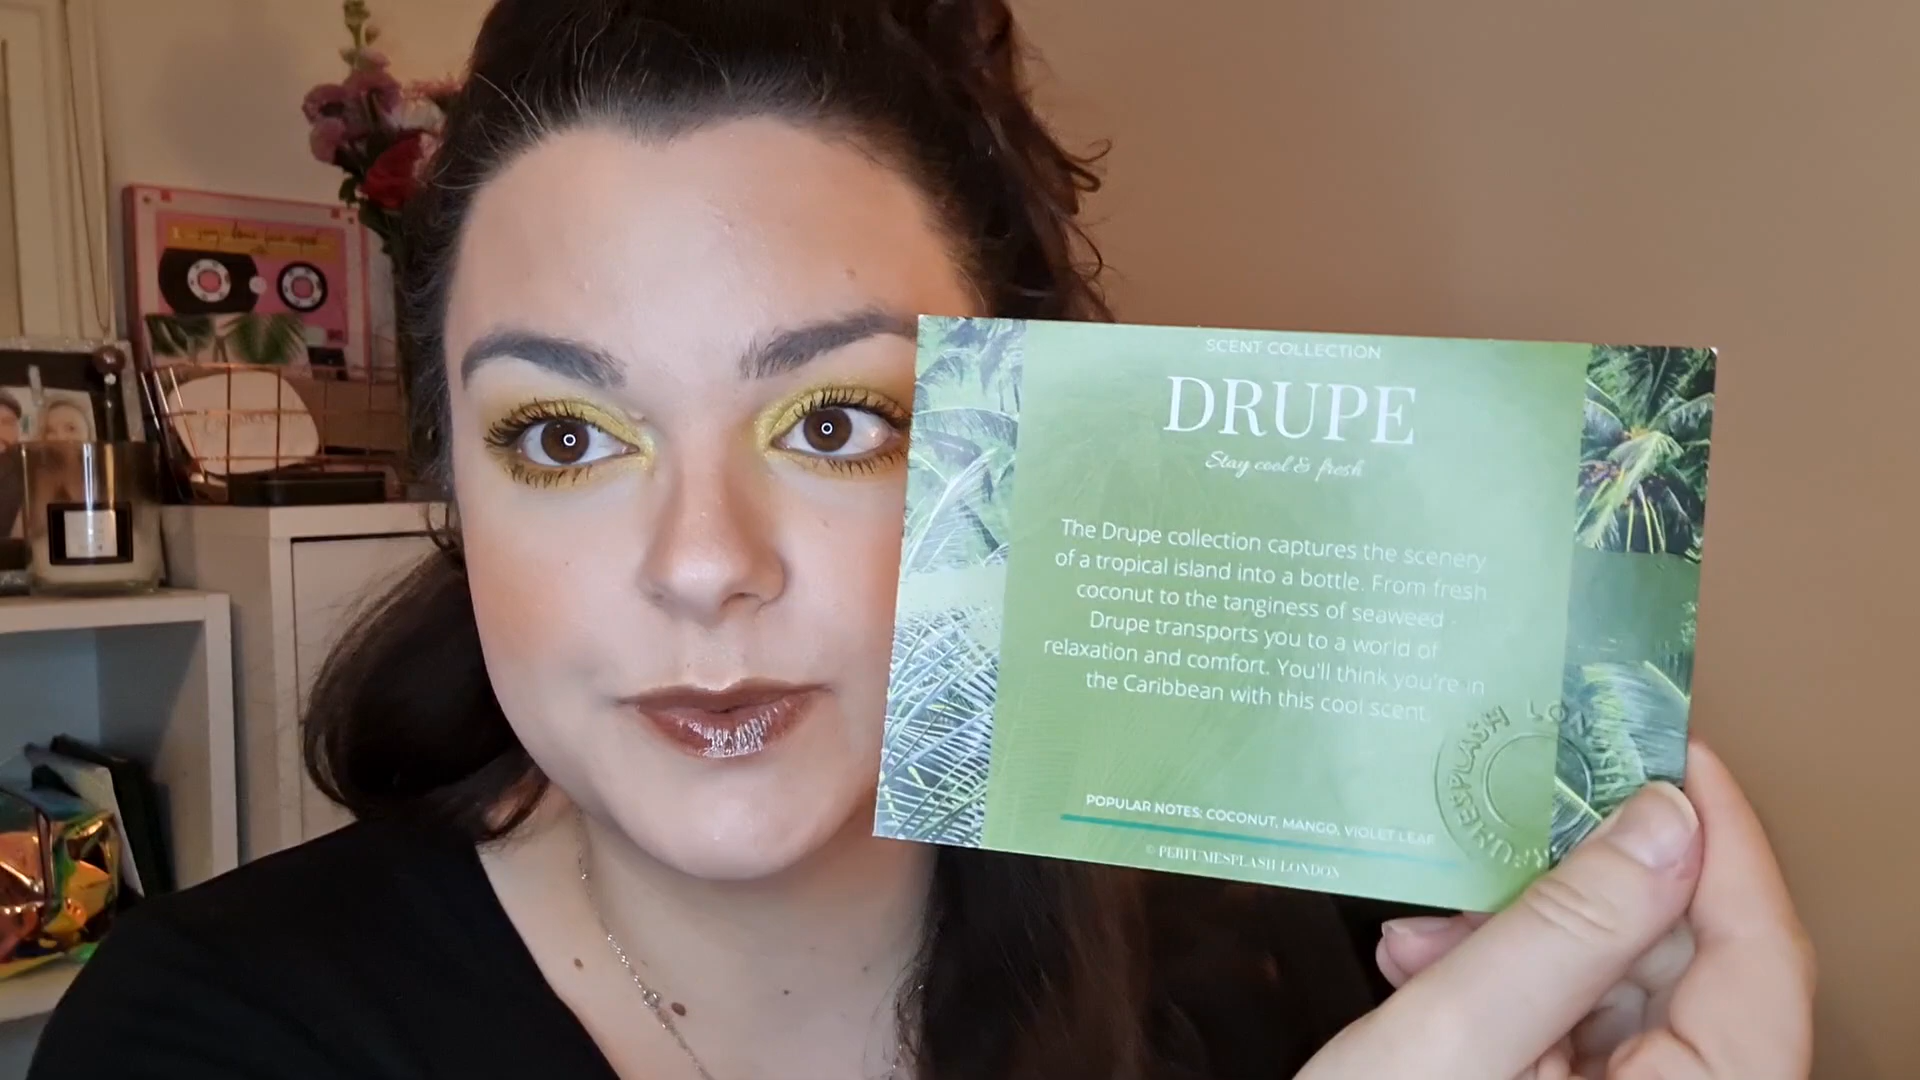 SCENT COLLECTION
DRUPE
Stay cool & fresh
The Drupe collection captures the scenery
of a tropical island into a bottle. From fresh
coconut to the tanginess of seaweed -
Drupe transports you to a world of
relaxation and comfort. You'll think you're in
the Caribbean with this cool scent.
POPULAR NOTES: COCONUT, MANGO, VIOLET LEAF
© PERFUMESPLASH LONDON